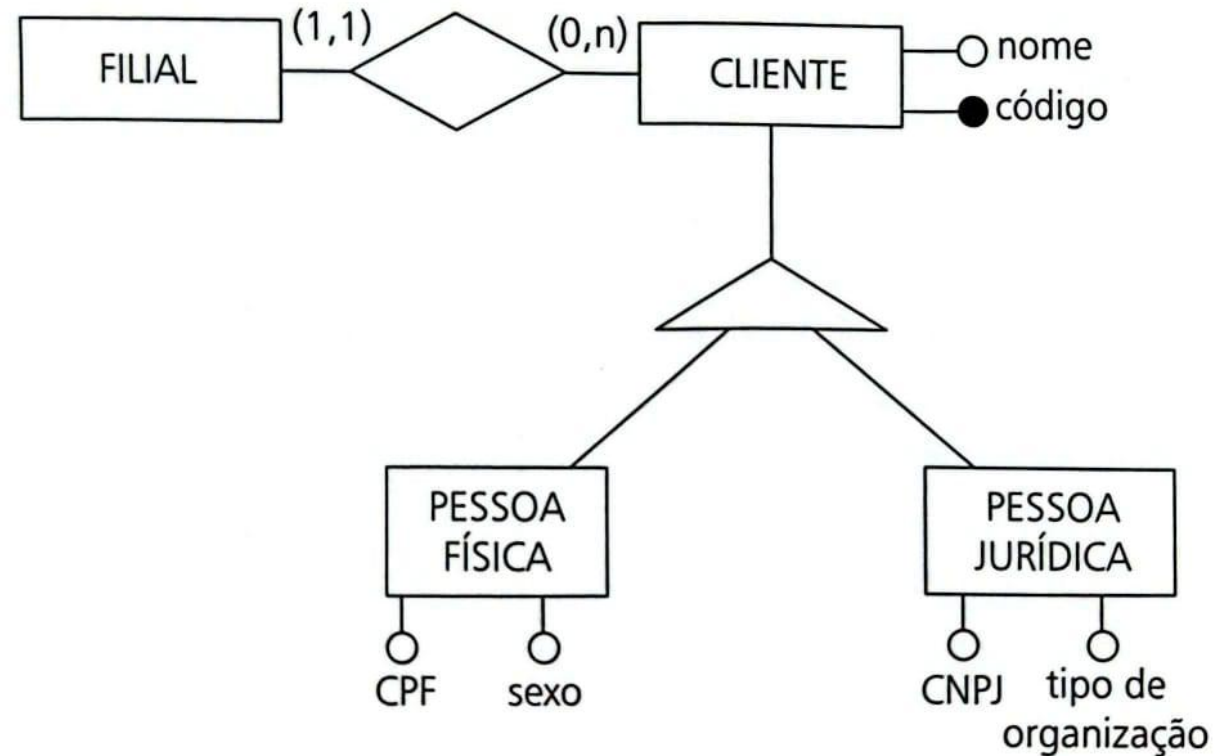 FILIAL
(1,1)
(0,n)
CLIENTE
nome
código
PESSOA
FÍSICA
PESSOA
JURÍDICA
CPF
sexo
CNPJ
tipo de
organização